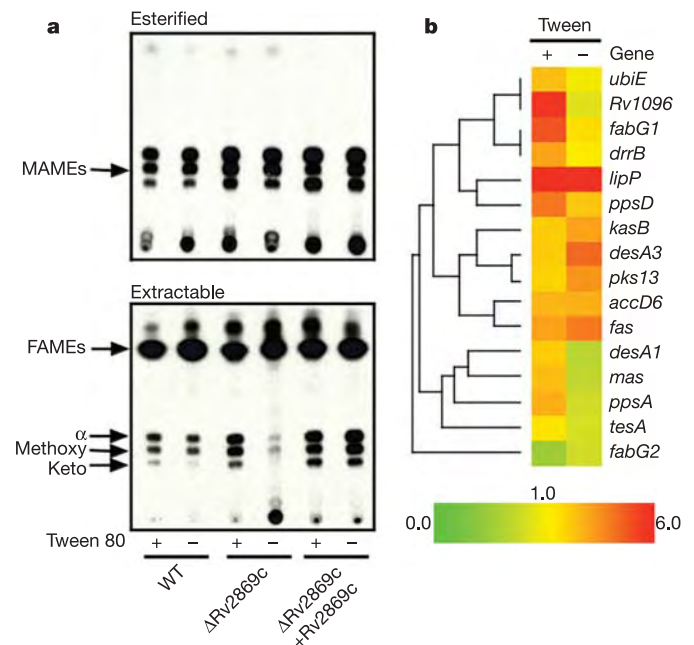 a
Esterified
MAMEs
Extractable
FAMEs
α
Methoxy
Keto
Tween 80 + − + − + −
WT
ΔRv2869c
ΔRv2869c
+Rv2869c
b
Tween
+ − Gene
ubiE
Rv1096
fabG1
drrB
lipP
ppsD
kasB
desA3
pks13
accD6
fas
desA1
mas
ppsA
tesA
fabG2
1.0
0.0 6.0